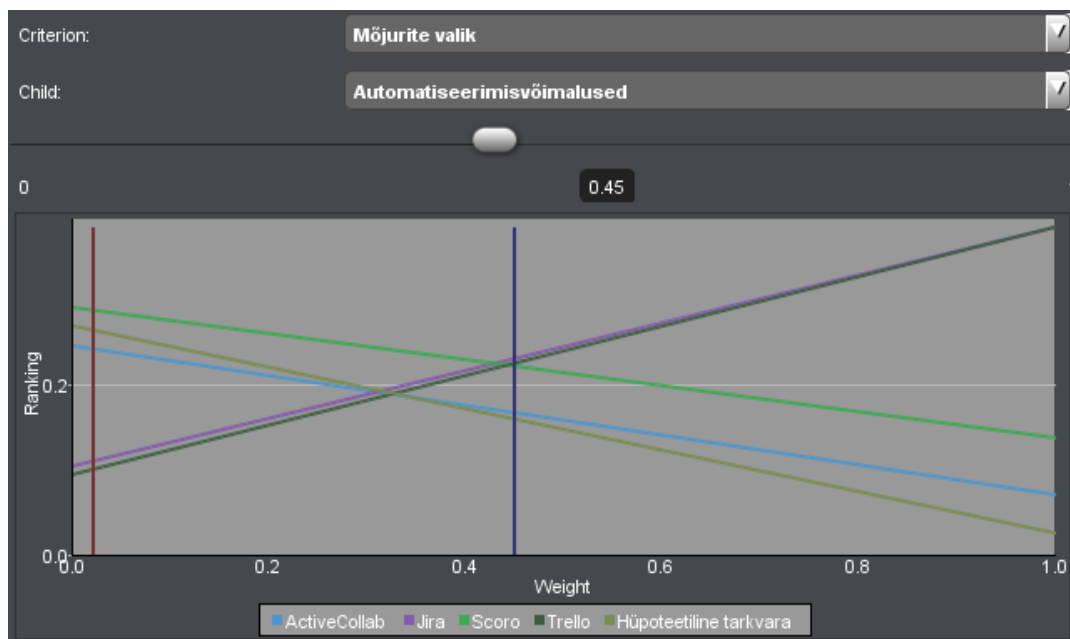 Criterion:
Mõjurite valik
Child:
Automatiseerimisvõimalused
0
0.45
Ranking
0.2
0.0
0.0
0.2
0.4
0.6
0.8
1.0
Weight
ActiveCollab
Jira
Scoro
Trello
Hüpoteetiline tarkvara